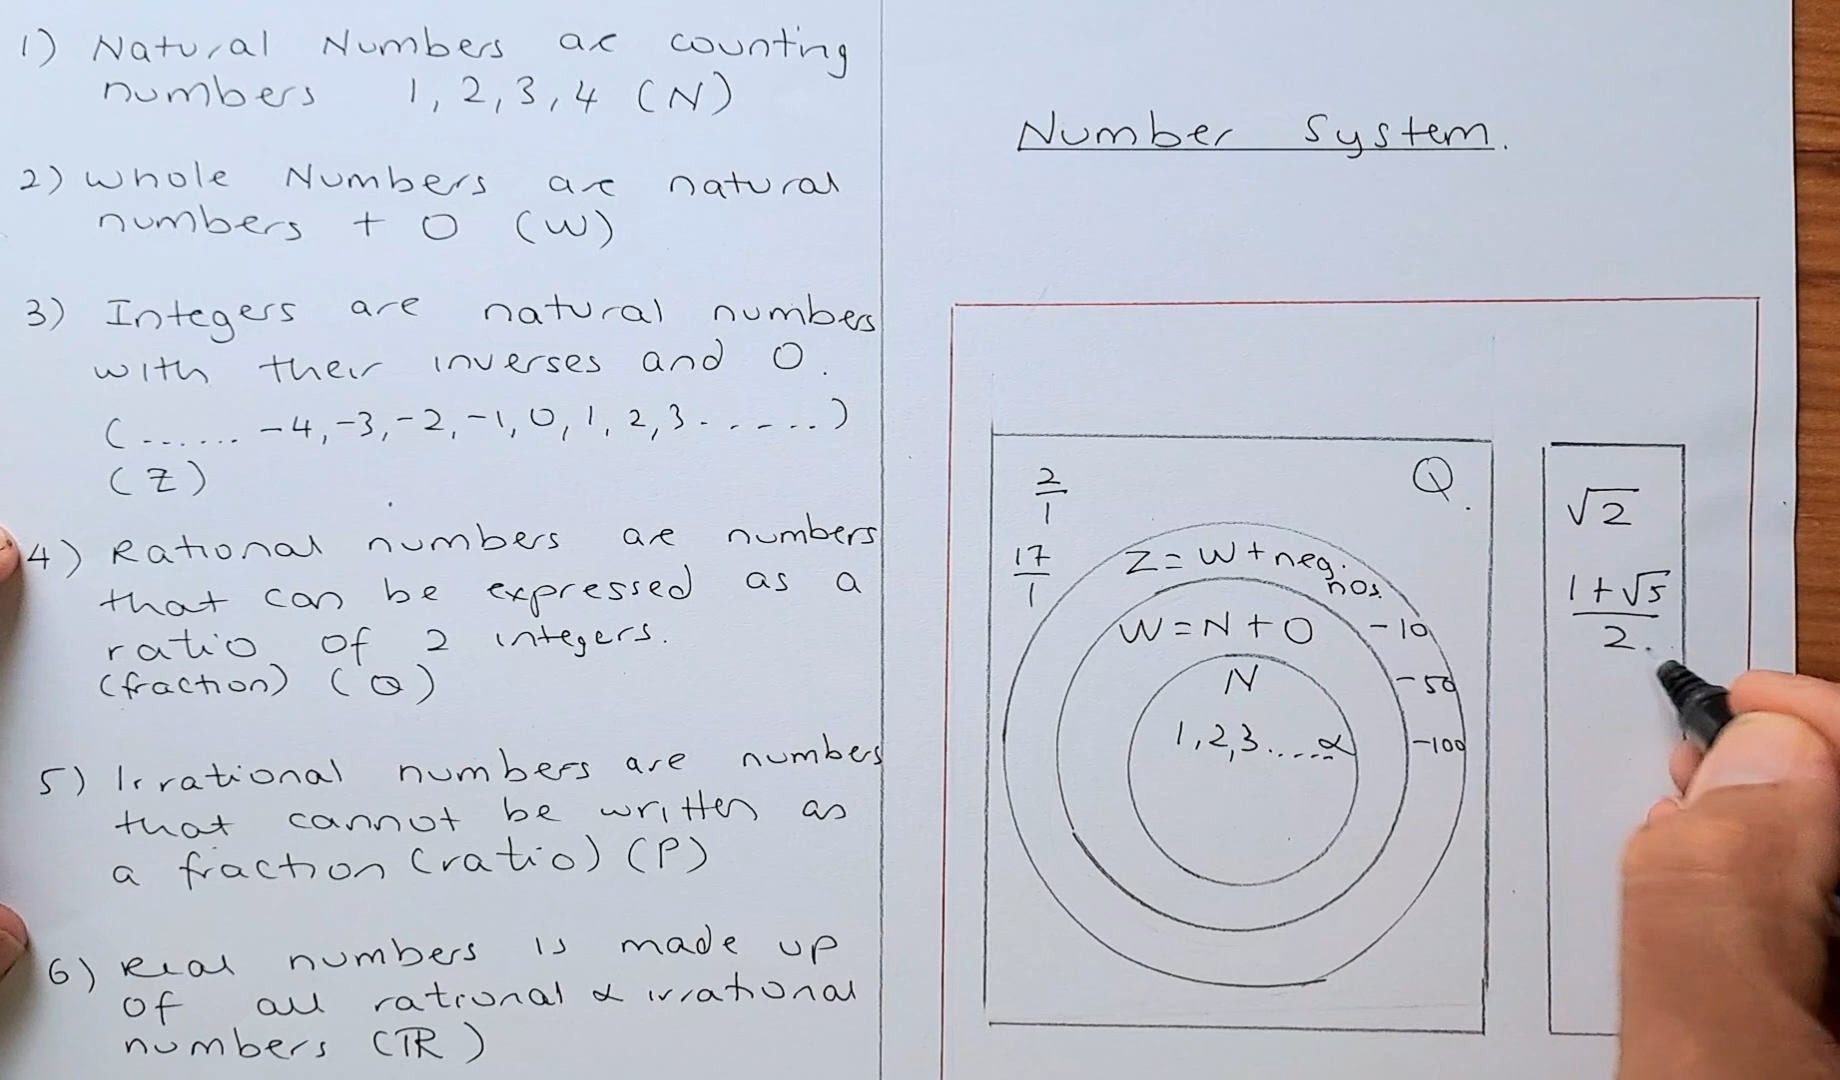 1) Natural Numbers are counting
numbers 1, 2, 3, 4 (N)
2) Whole Numbers are natural
numbers + 0 (W)
3) Integers are natural numbers
with their inverses and 0.
(...... -4, -3, -2, -1, 0, 1, 2, 3 ......)
(Z)
4) Rational numbers are numbers
that can be expressed as a
ratio of 2 integers.
(fraction) (Q)
5) Irrational numbers are numbers
that cannot be written as
a fraction (ratio) (P)
6) Real numbers is made up
of all rational & irrational
numbers (ℝ)
Number System.
2/1
Q
17/1
Z = W + neg.
nos.
W = N + 0
-10
N
-50
1, 2, 3.....∝
-100
√2
(1+√5)/2